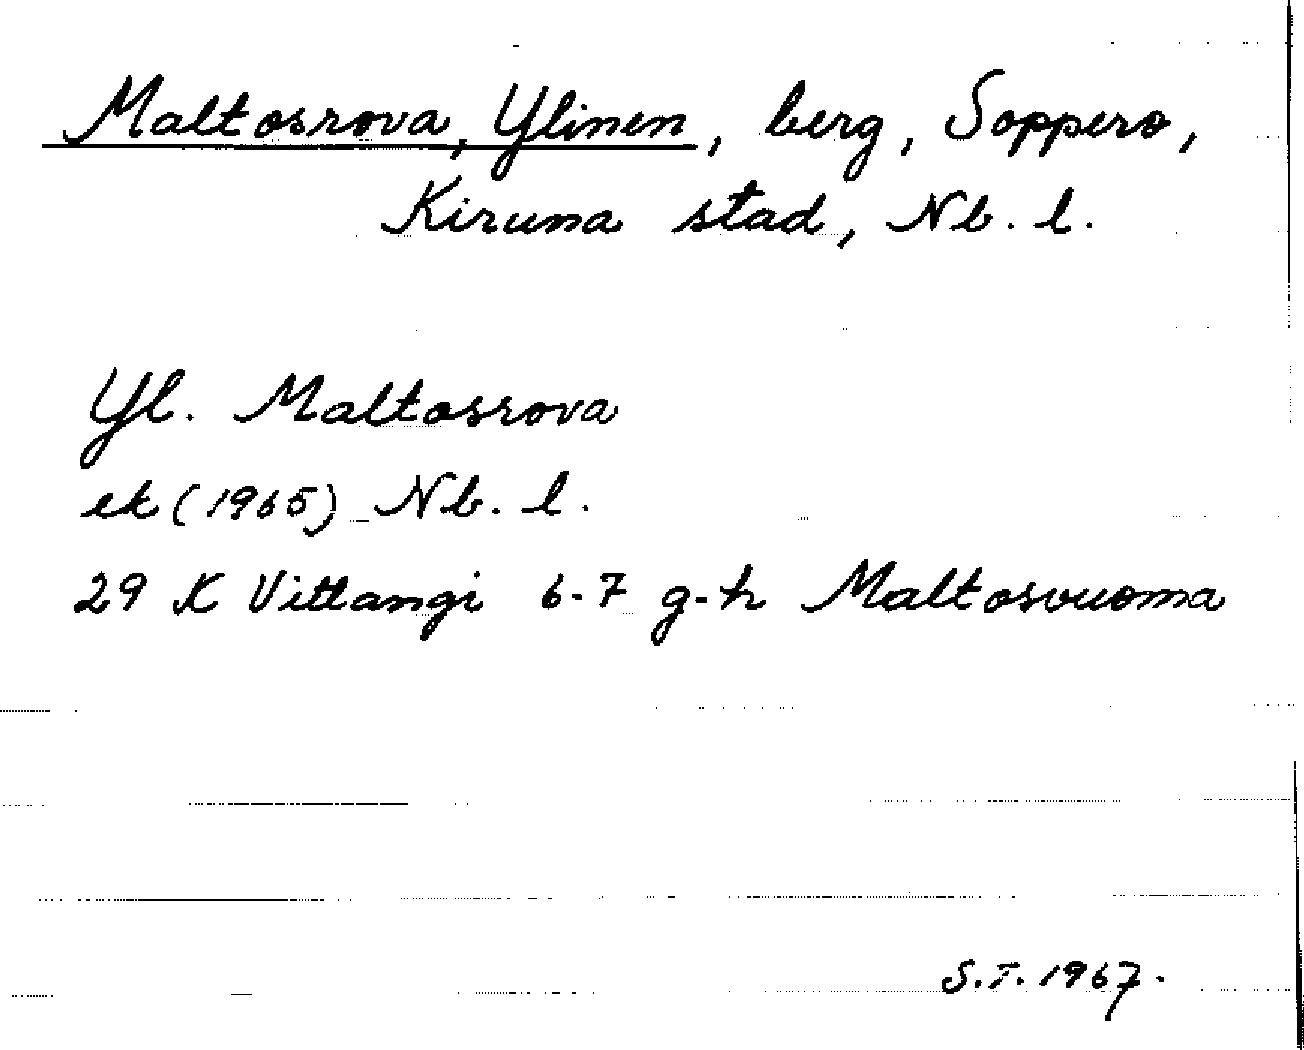 Maltosrova, Ylinen, berg, Soppero,
Kiruna stad, Nb. l.
Yl. Maltosrova
ek (1965) Nb. l.
29 K Vittangi 6-7 g-h Maltosvuoma
S.T. 1967.